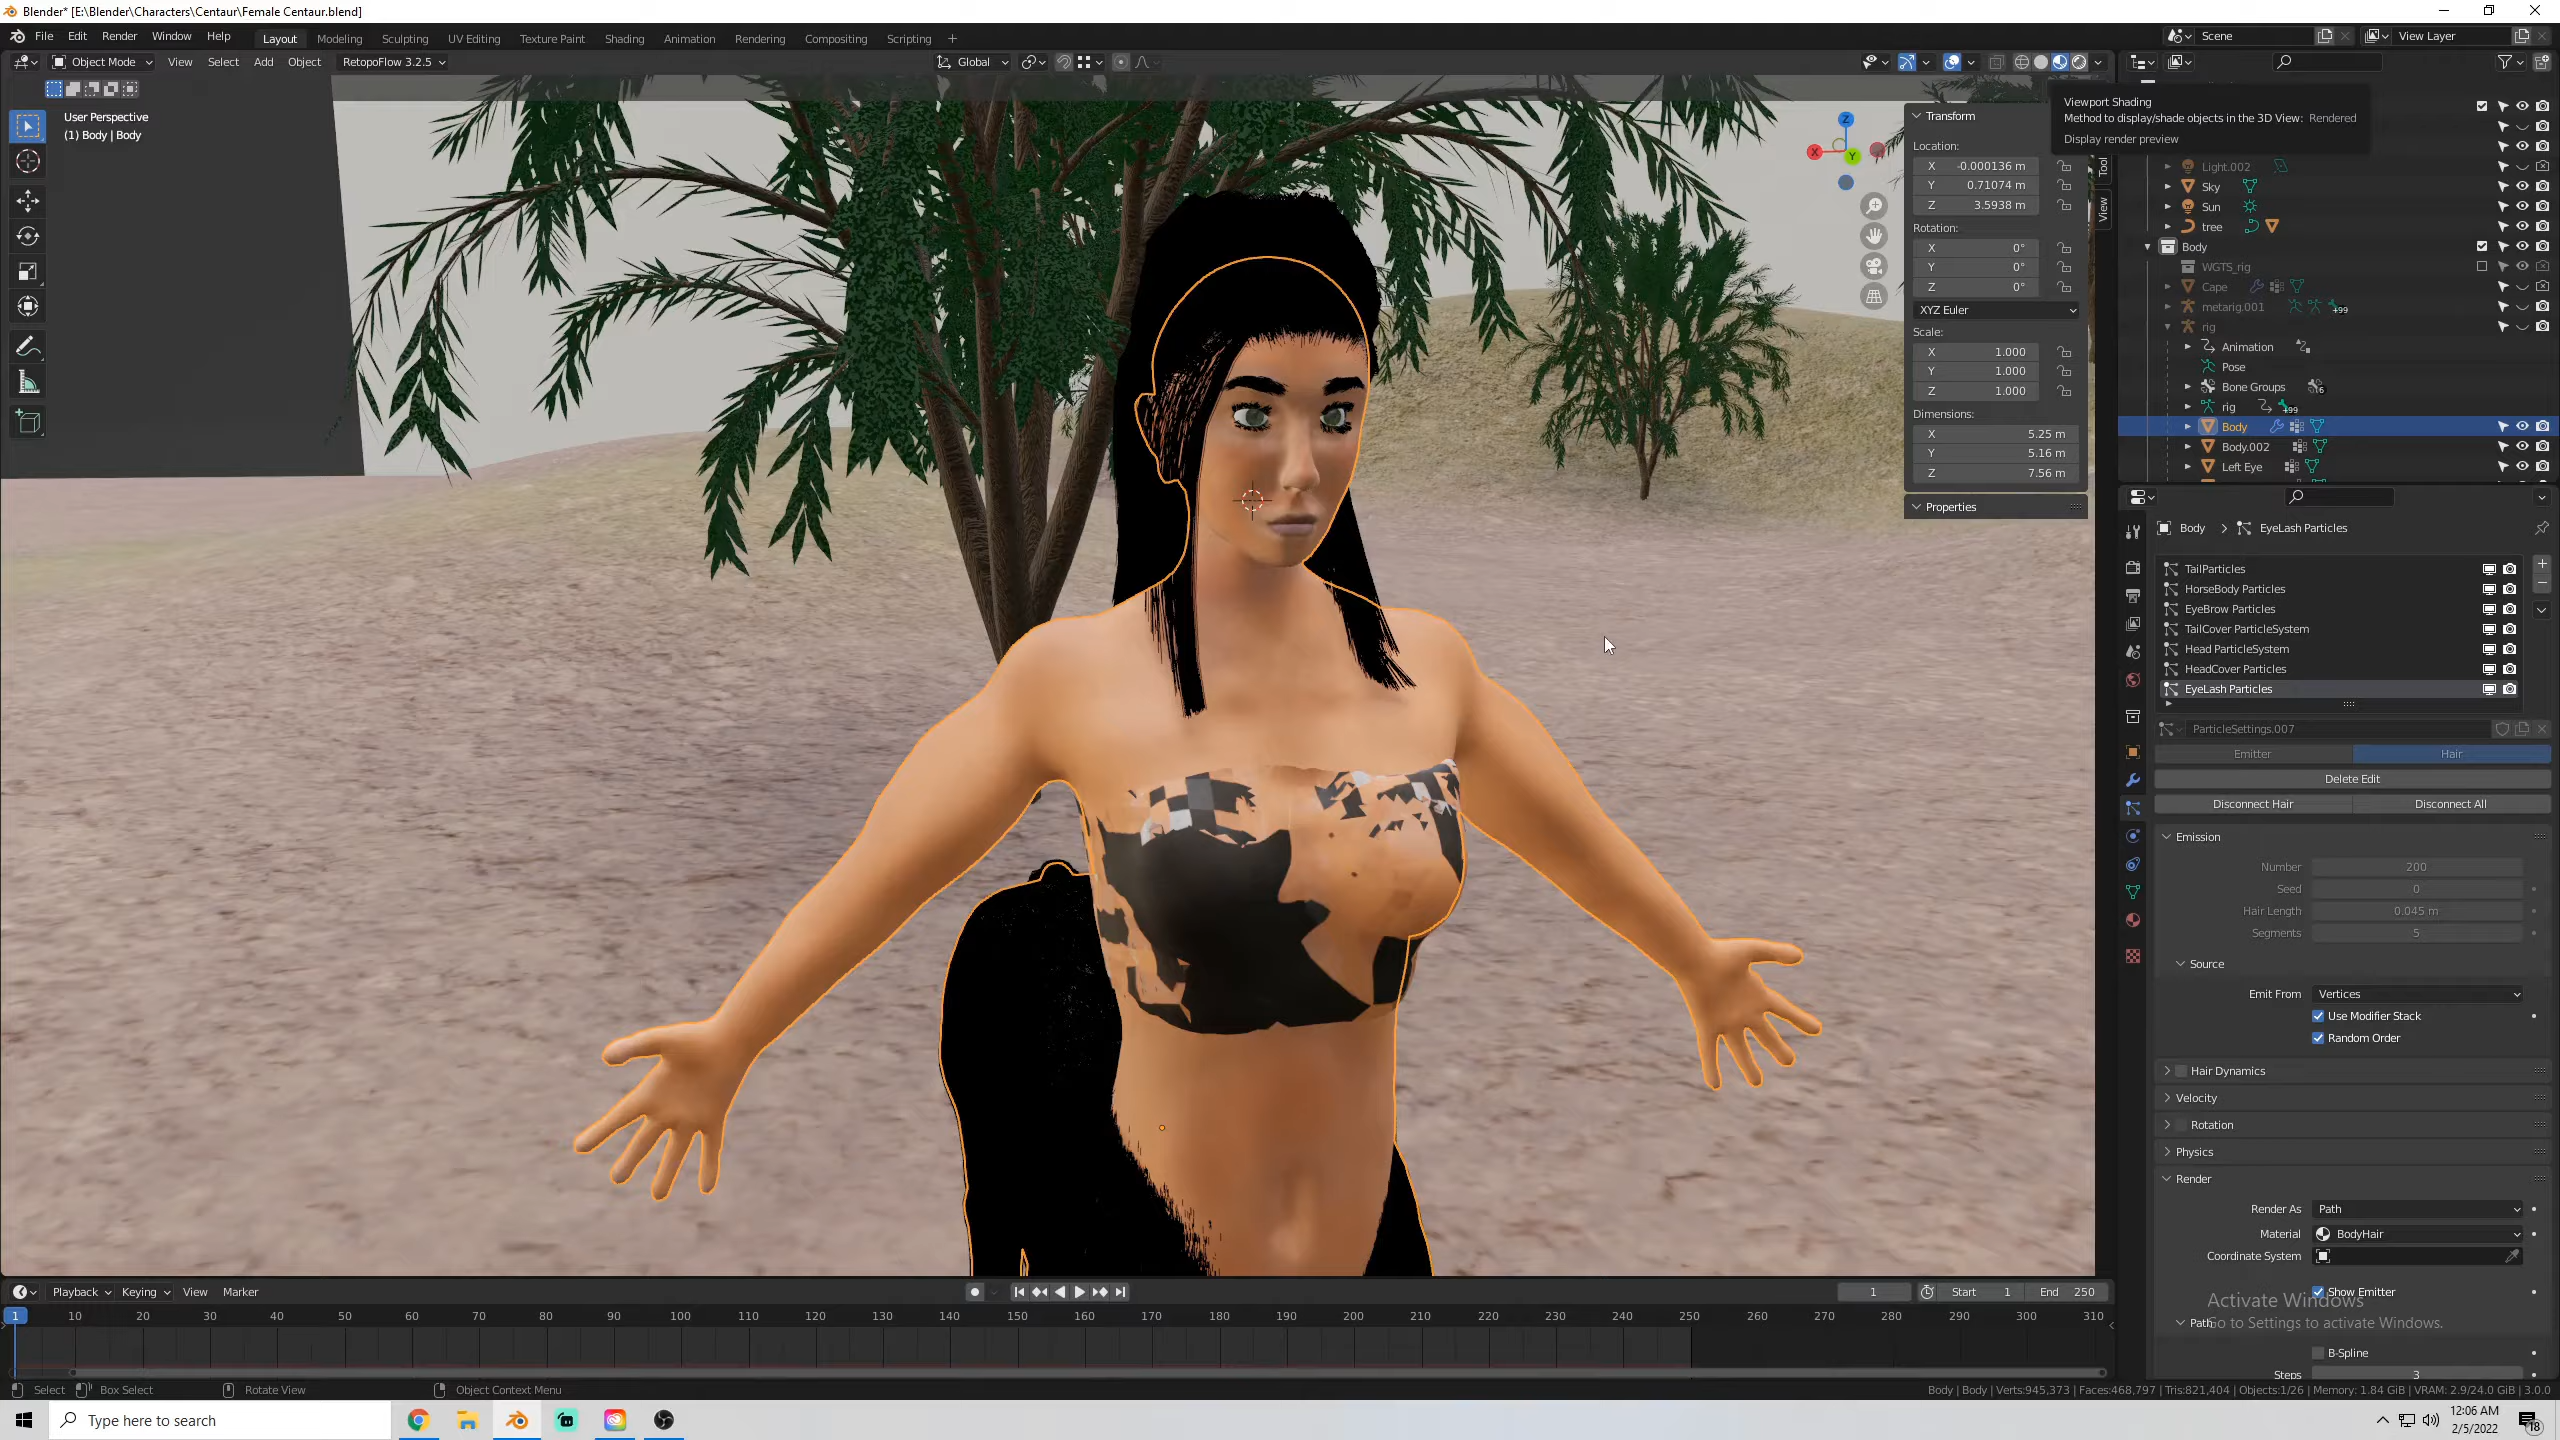 Blender* [E:\Blender\Characters\Centaur\Female Centaur.blend]
File Edit Render Window Help Layout Modeling Sculpting UV Editing Texture Paint Shading Animation Rendering Compositing Scripting + Scene View Layer
Object Mode View Select Add Object RetopoFlow 3.2.5 Global
User Perspective
(1) Body | Body
Z
X
Y
Transform
Location:
X -0.000136 m
Y 0.71074 m
Z 3.5938 m
Rotation:
X 0°
Y 0°
Z 0°
XYZ Euler
Scale:
X 1.000
Y 1.000
Z 1.000
Dimensions:
X 5.25 m
Y 5.16 m
Z 7.56 m
Properties
Tool
View
Viewport Shading
Method to display/shade objects in the 3D View: Rendered
Display render preview
Light.002
Sky
Sun
tree
Body
WGTS_rig
Cape
metarig.001 +99
rig
Animation
Pose
Bone Groups 6
rig +99
Body
Body.002
Left Eye
Body > EyeLash Particles
TailParticles
HorseBody Particles
EyeBrow Particles
TailCover ParticleSystem
Head ParticleSystem
HeadCover Particles
EyeLash Particles
ParticleSettings.007
Emitter Hair
Delete Edit
Disconnect Hair Disconnect All
Emission
Number 200
Seed 0
Hair Length 0.045 m
Segments 5
Source
Emit From Vertices
Use Modifier Stack
Random Order
Hair Dynamics
Velocity
Rotation
Physics
Render
Render As Path
Material BodyHair
Coordinate System
Show Emitter
Activate Windows
Path
Go to Settings to activate Windows.
B-Spline
Steps 3
Playback Keying View Marker 1 Start 1 End 250
1 10 20 30 40 50 60 70 80 90 100 110 120 130 140 150 160 170 180 190 200 210 220 230 240 250 260 270 280 290 300 310
Select Box Select Rotate View Object Context Menu
Body | Body | Verts:945,373 | Faces:468,797 | Tris:821,404 | Objects:1/26 | Memory: 1.84 GiB | VRAM: 2.9/24.0 GiB | 3.0.0
Type here to search
12:06 AM
2/5/2022
18